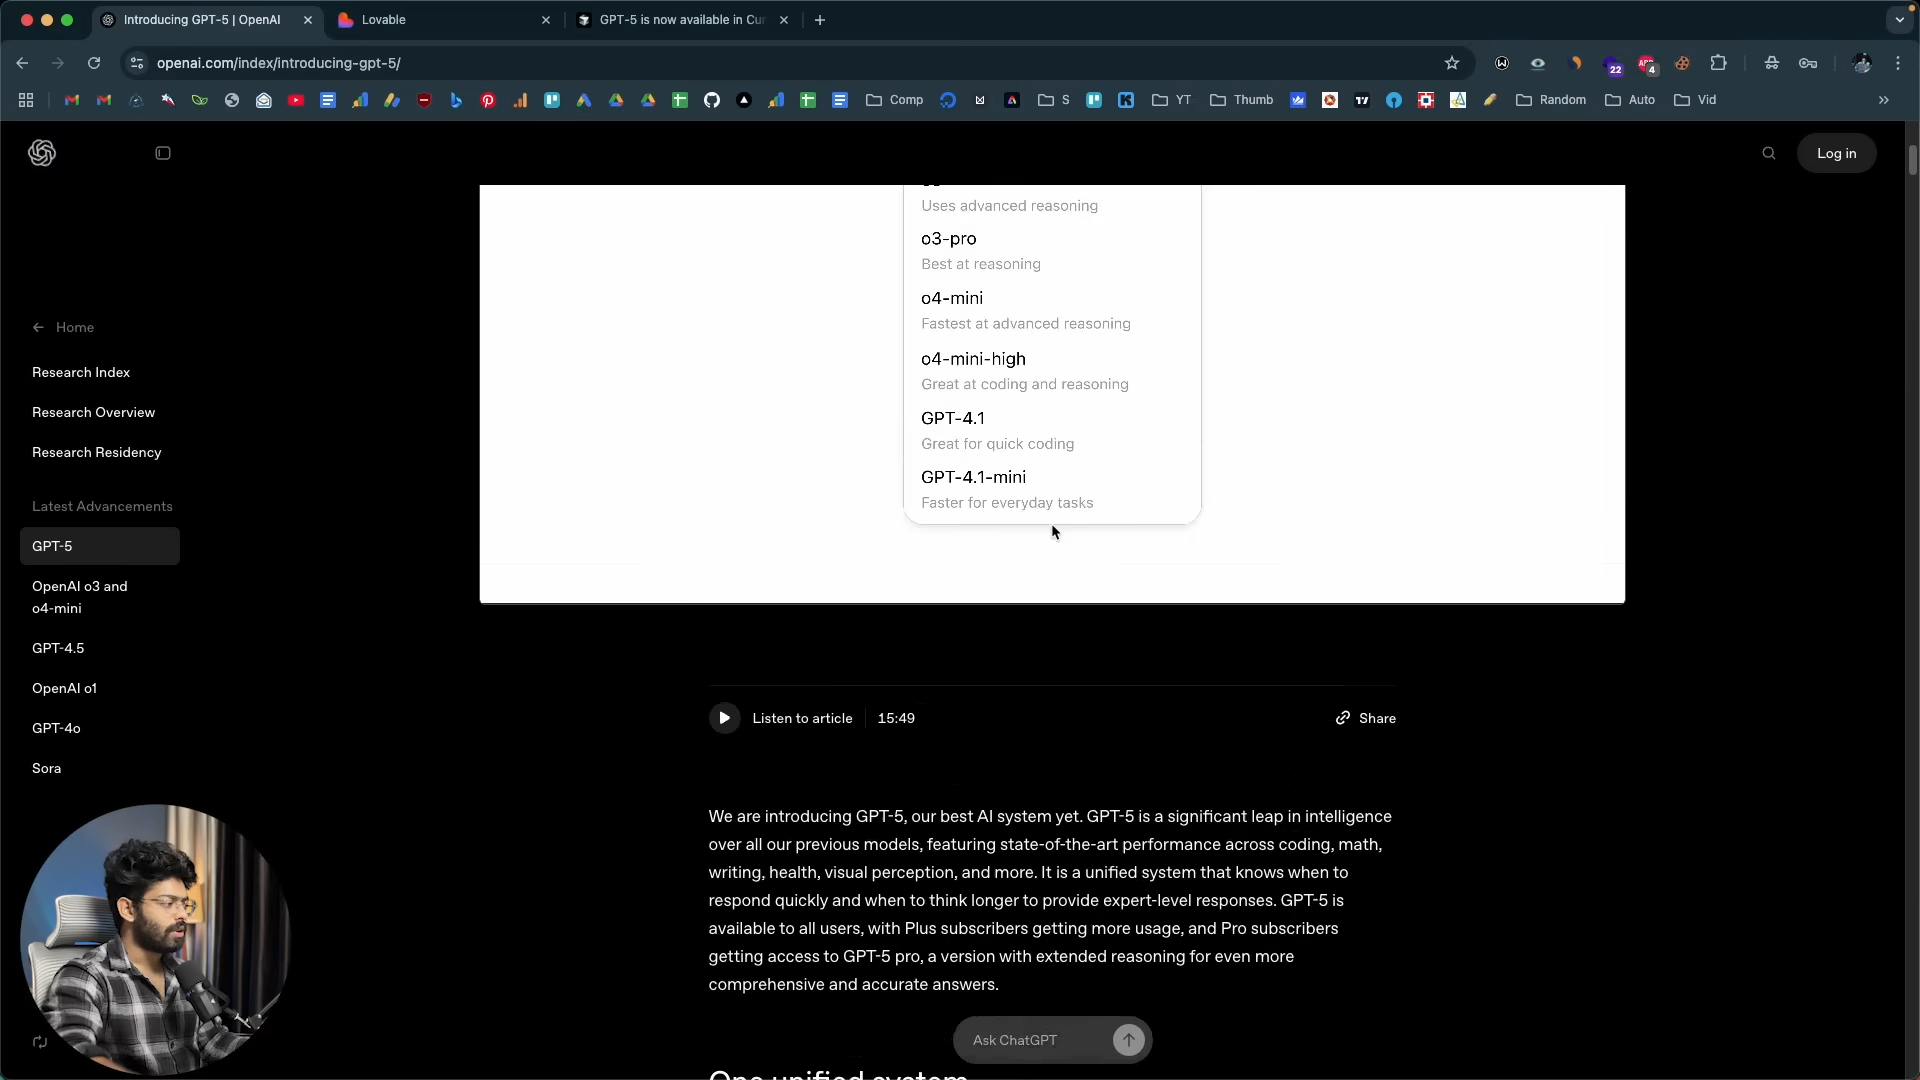 Introducing GPT-5 | OpenAI
Lovable
GPT-5 is now available in Cur
openai.com/index/introducing-gpt-5/
22
ABP
4
Comp
S
YT
Thumb
Random
Auto
Vid
Log in
Uses advanced reasoning
o3-pro
Best at reasoning
o4-mini
Fastest at advanced reasoning
o4-mini-high
Great at coding and reasoning
GPT-4.1
Great for quick coding
GPT-4.1-mini
Faster for everyday tasks
Home
Research Index
Research Overview
Research Residency
Latest Advancements
GPT-5
OpenAI o3 and
o4-mini
GPT-4.5
OpenAI o1
GPT-4o
Sora
Listen to article
15:49
Share
We are introducing GPT-5, our best AI system yet. GPT-5 is a significant leap in intelligence
over all our previous models, featuring state-of-the-art performance across coding, math,
writing, health, visual perception, and more. It is a unified system that knows when to
respond quickly and when to think longer to provide expert-level responses. GPT-5 is
available to all users, with Plus subscribers getting more usage, and Pro subscribers
getting access to GPT-5 pro, a version with extended reasoning for even more
comprehensive and accurate answers.
Ask ChatGPT
One unified system